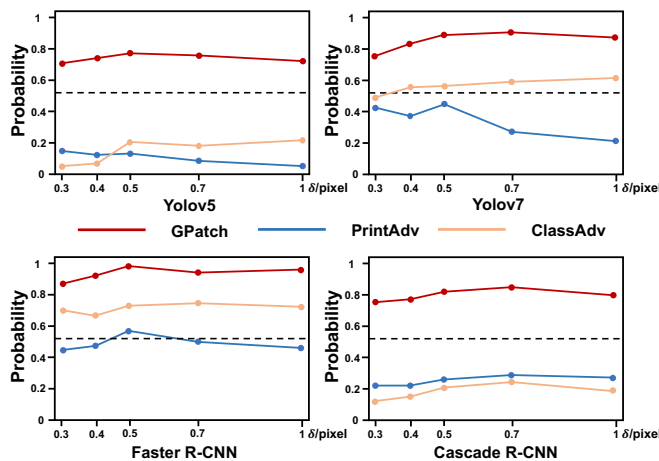 1
0.8
0.6
0.4
0.2
0
Probability
0.3 0.4 0.5 0.7 1 δ/pixel
Yolov5
1
0.8
0.6
0.4
0.2
0
Probability
0.3 0.4 0.5 0.7 1 δ/pixel
Yolov7
GPatch PrintAdv ClassAdv
1
0.8
0.6
0.4
0.2
0
Probability
0.3 0.4 0.5 0.7 1 δ/pixel
Faster R-CNN
1
0.8
0.6
0.4
0.2
0
Probability
0.3 0.4 0.5 0.7 1 δ/pixel
Cascade R-CNN